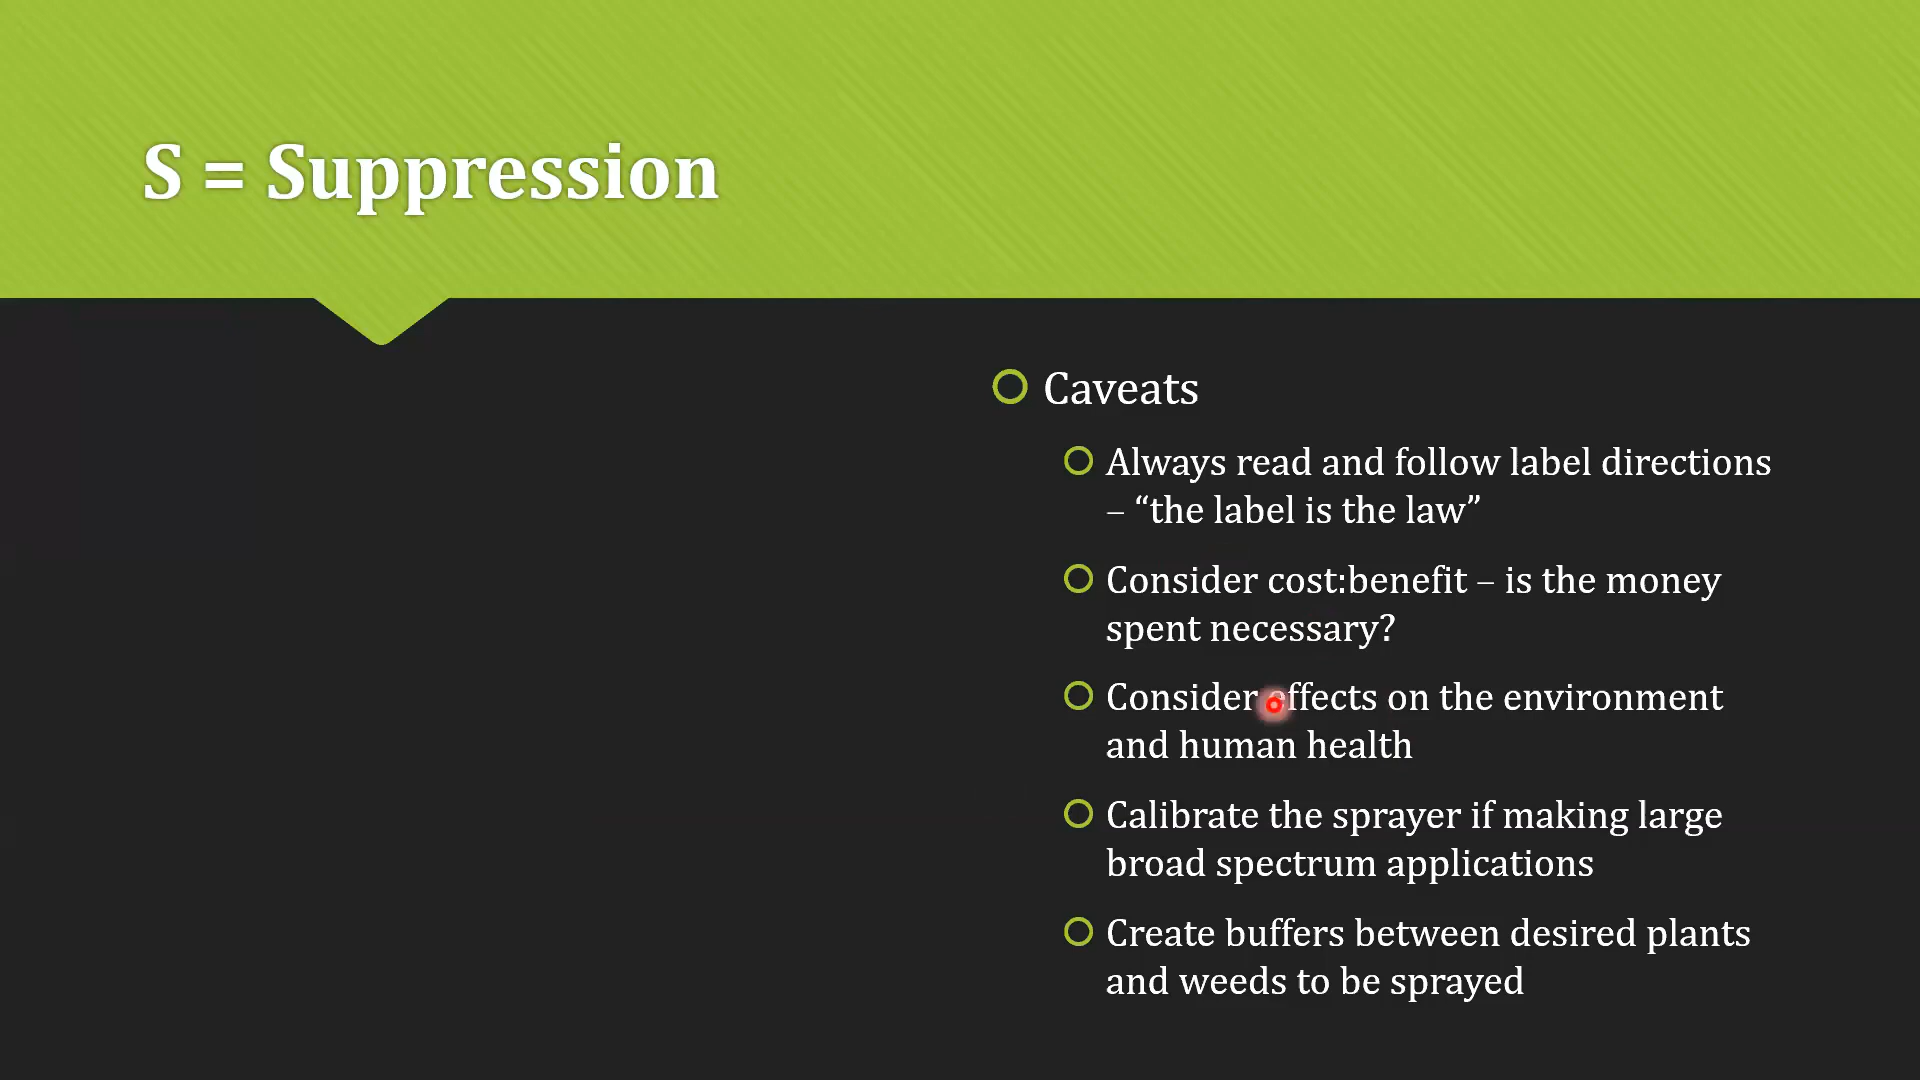 S = Suppression
Caveats
Always read and follow label directions
– “the label is the law”
Consider cost:benefit – is the money
spent necessary?
Consider effects on the environment
and human health
Calibrate the sprayer if making large
broad spectrum applications
Create buffers between desired plants
and weeds to be sprayed